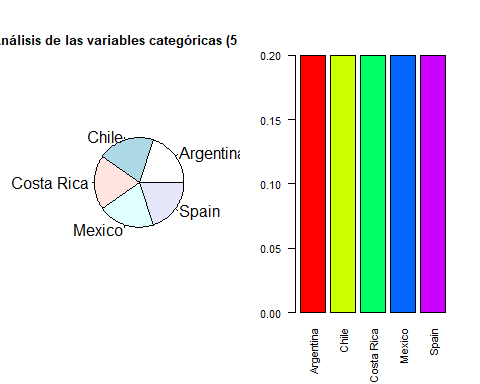 nálisis de las variables categóricas (5
Chile
Argentina
Costa Rica
Mexico
Spain
0.20
0.15
0.10
0.05
0.00
Argentina
Chile
Costa Rica
Mexico
Spain